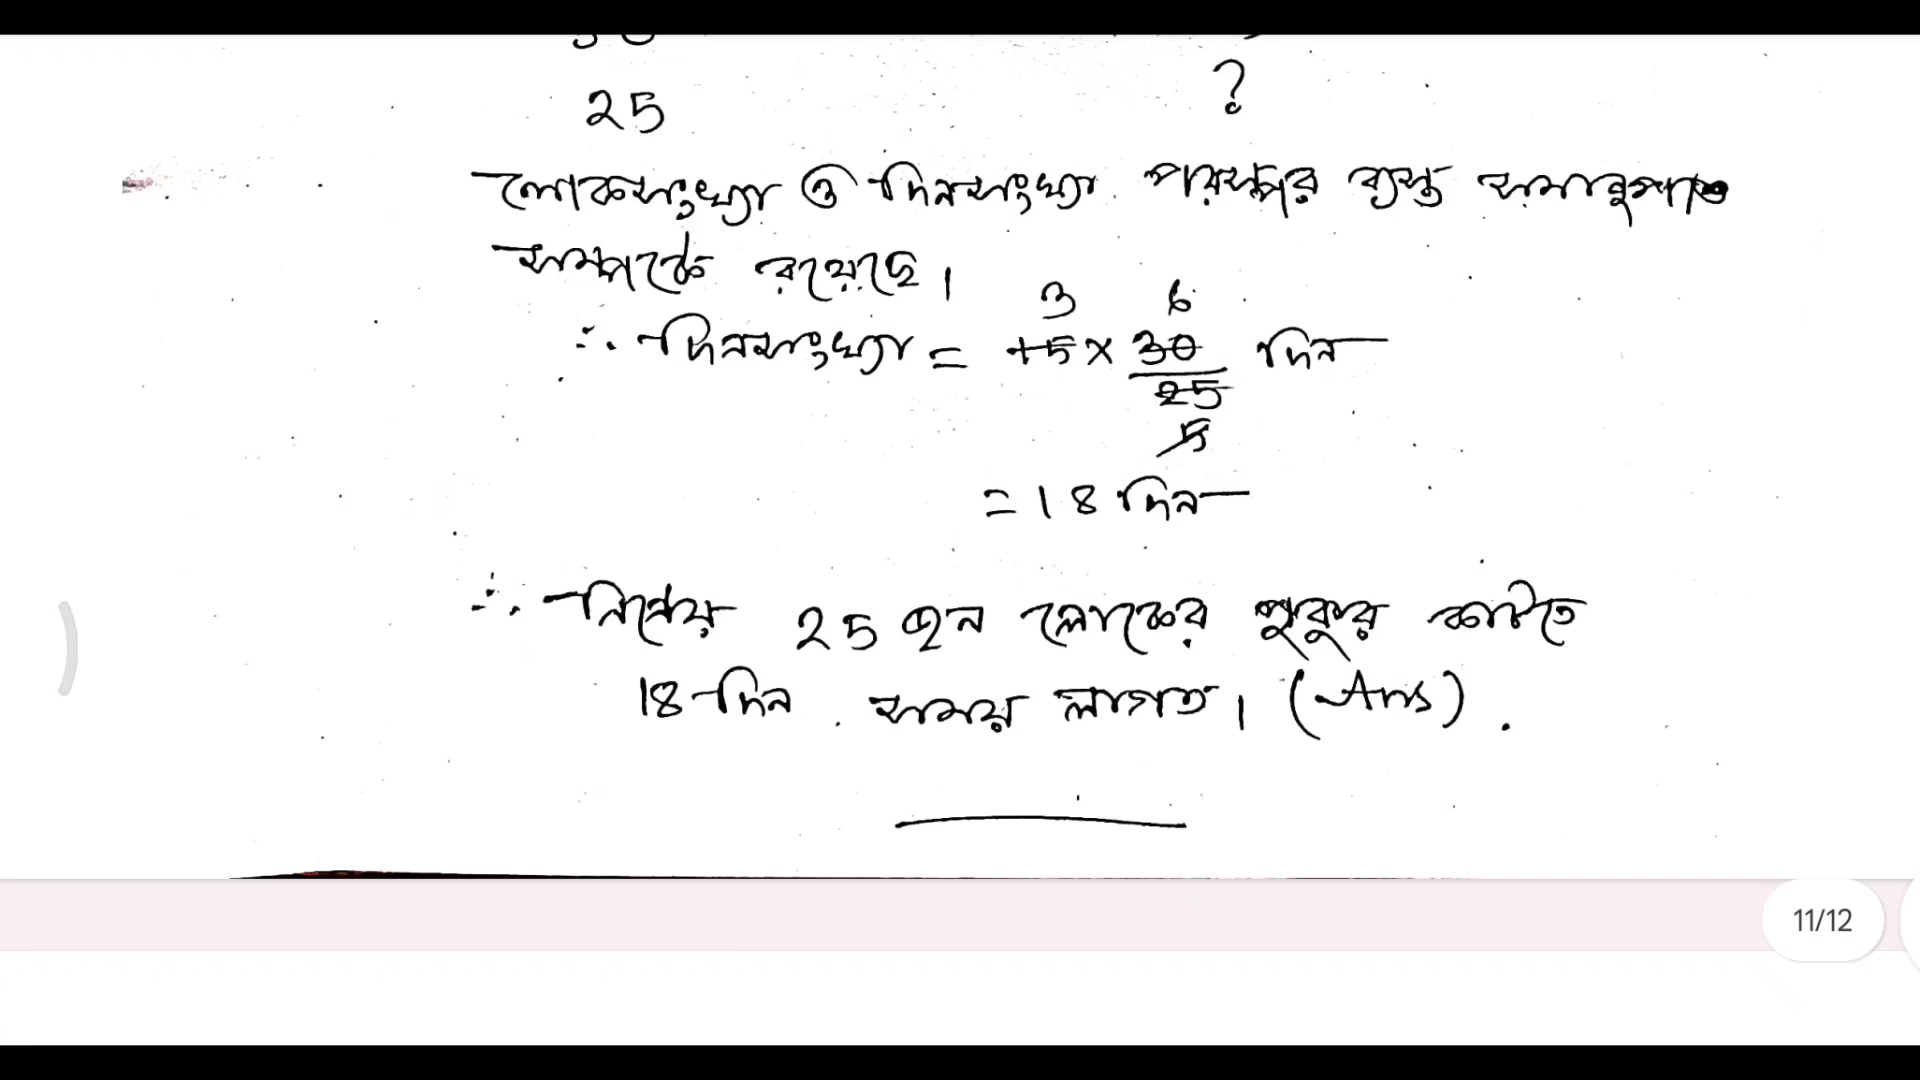 25 ?
লোকসংখ্যা ও দিনসংখ্যা পরস্পর ব্যস্ত সমানুপাত
সম্পর্কে রয়েছে।
3 6
∴ দিনসংখ্যা = 15 × 30 দিন
25
5
= 18 দিন
∴ নির্ণেয় 25 জন লোকের পুকুর কাটতে
18 দিন সময় লাগত। (Ans).
11/12